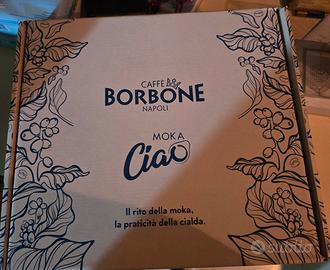 CAFFÈ
BORBONE
NAPOLI
MOKA
Ciao
Il rito della moka,
la praticità della cialda.
subito